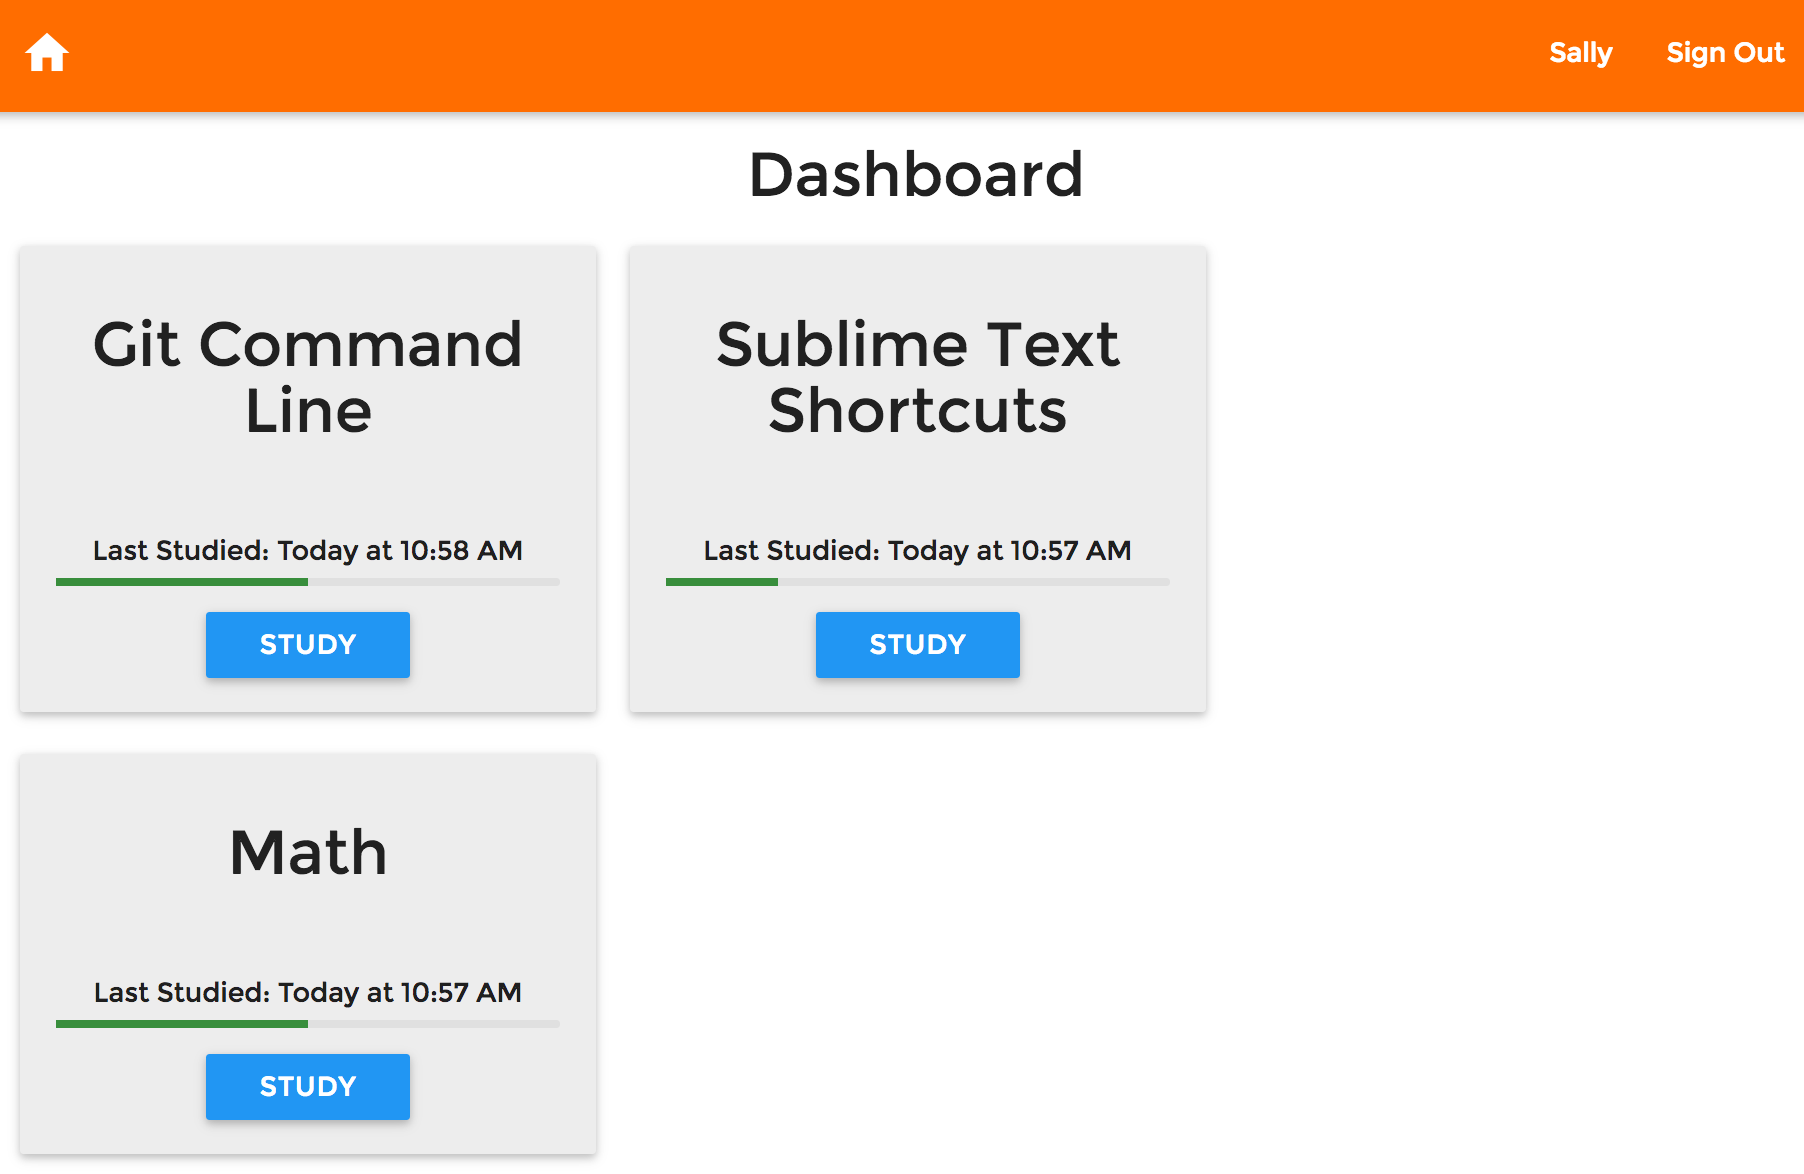 Sally
Sign Out
Dashboard
Git Command
Line
Last Studied: Today at 10:58 AM
STUDY
Sublime Text
Shortcuts
Last Studied: Today at 10:57 AM
STUDY
Math
Last Studied: Today at 10:57 AM
STUDY